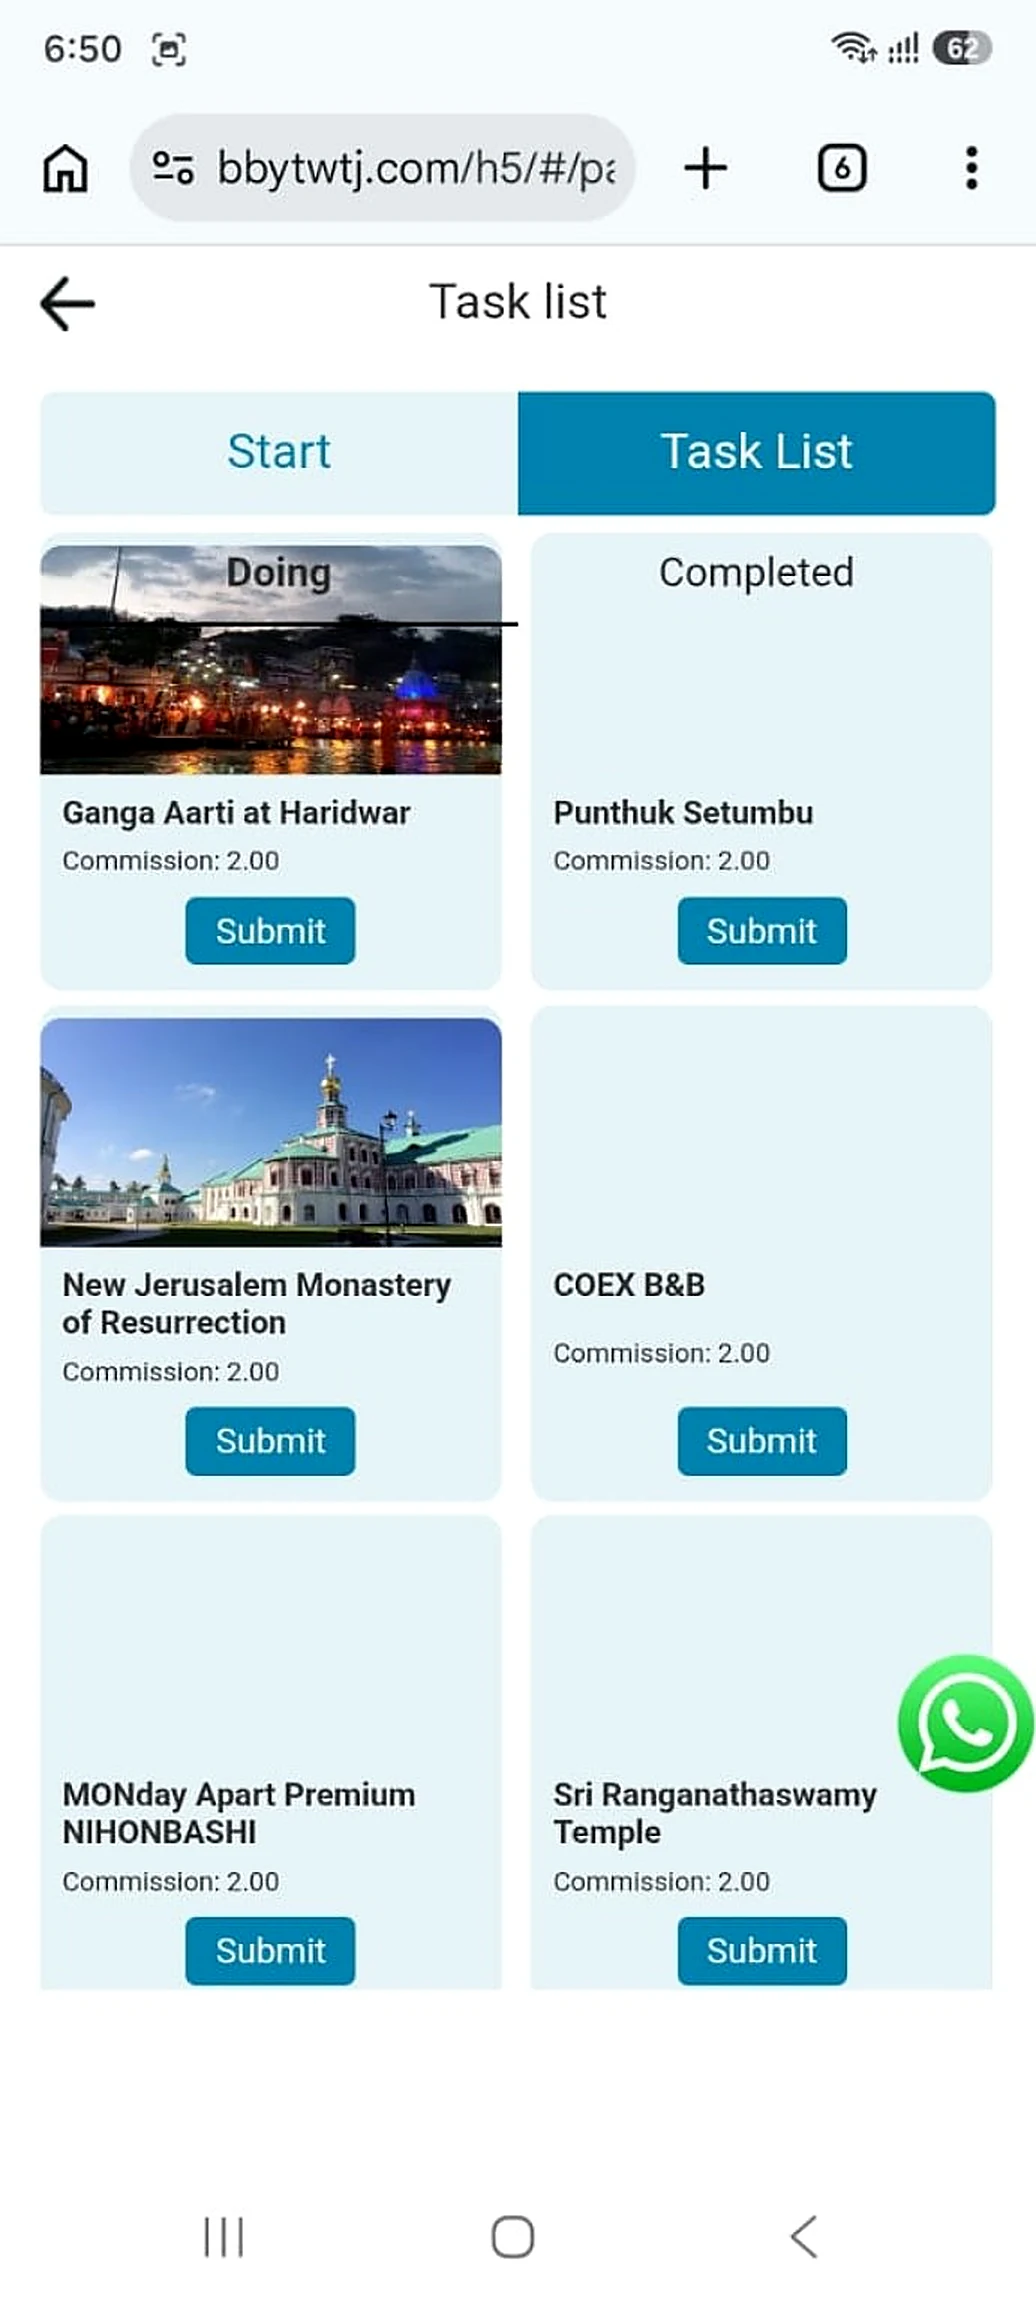 6:50
62
bbytwtj.com/h5/#/pa
6
Task list
Start
Task List
Doing
Completed
Ganga Aarti at Haridwar
Commission: 2.00
Submit
Punthuk Setumbu
Commission: 2.00
Submit
New Jerusalem Monastery
of Resurrection
Commission: 2.00
Submit
COEX B&B
Commission: 2.00
Submit
MONday Apart Premium
NIHONBASHI
Commission: 2.00
Submit
Sri Ranganathaswamy
Temple
Commission: 2.00
Submit